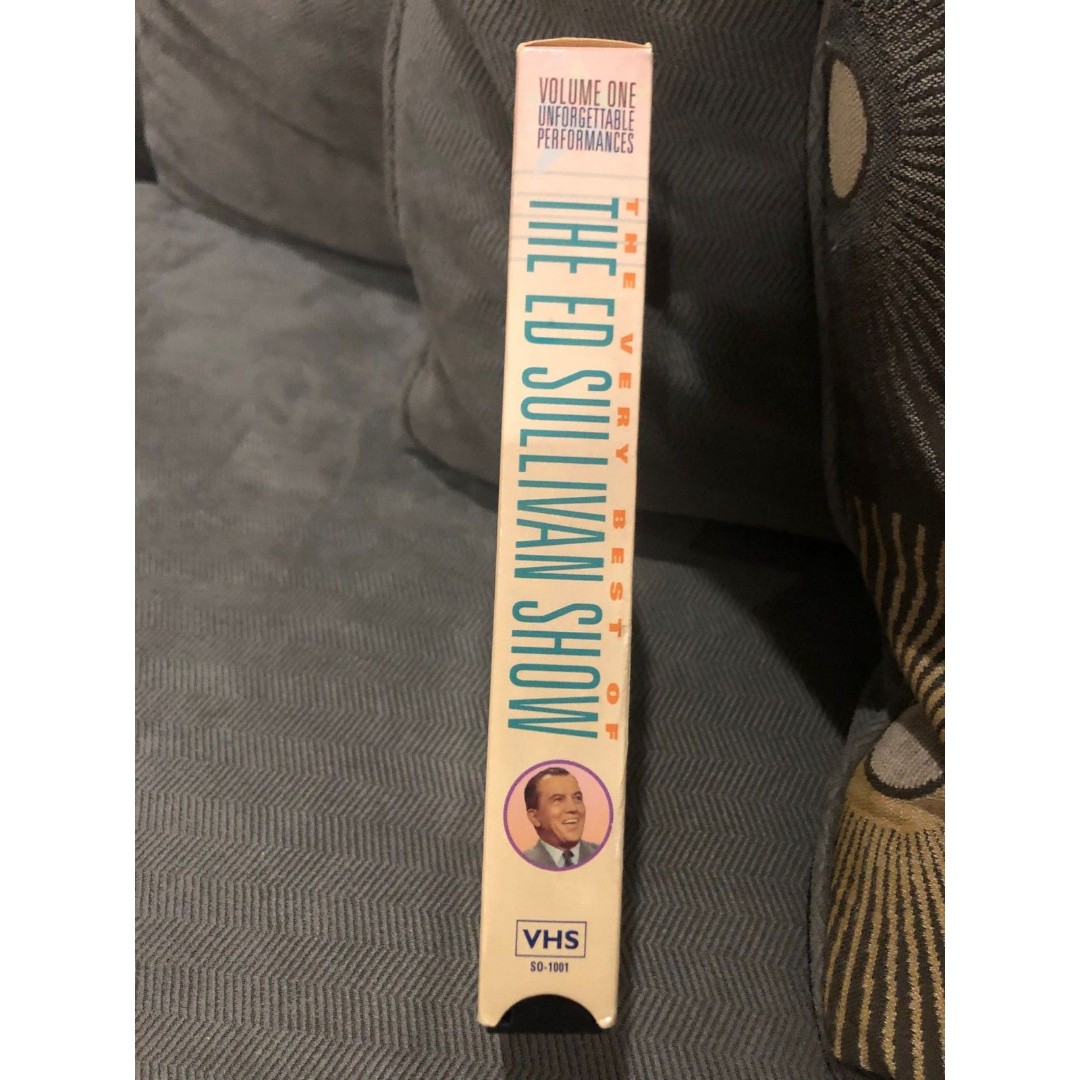 VOLUME ONE
UNFORGETTABLE
PERFORMANCES
THE VERY BEST OF
THE ED SULLIVAN SHOW
VHS
SO-1001